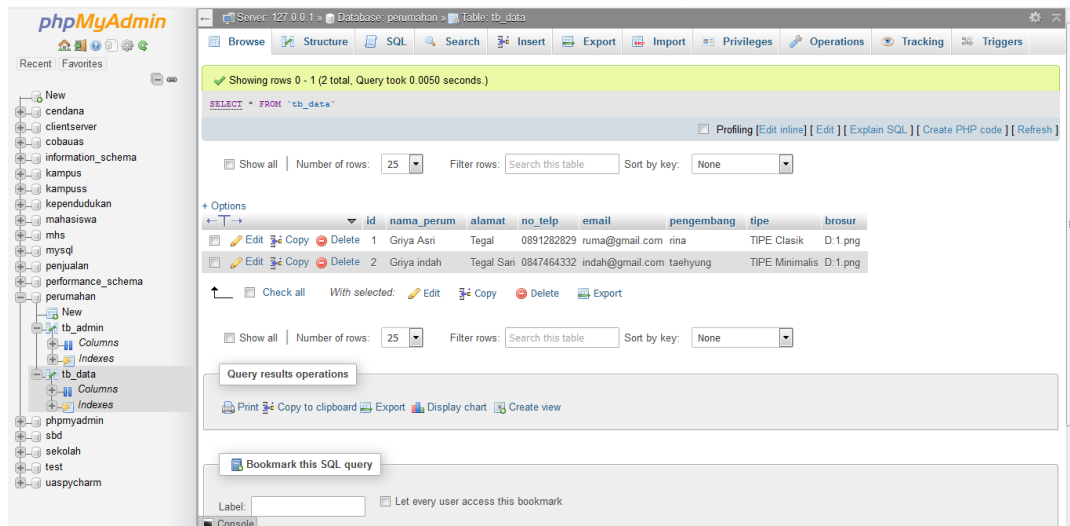 phpMyAdmin
Recent Favorites
New
cendana
clientserver
cobauas
information_schema
kampus
kampuss
kependudukan
mahasiswa
mhs
mysql
penjualan
performance_schema
perumahan
New
tb_admin
Columns
Indexes
tb_data
Columns
Indexes
phpmyadmin
sbd
sekolah
test
uaspycharm
Server: 127.0.0.1 » Database: perumahan » Table: tb_data
Browse Structure SQL Search Insert Export Import Privileges Operations Tracking Triggers
Showing rows 0 - 1 (2 total, Query took 0.0050 seconds.)
SELECT * FROM `tb_data`
Profiling [Edit inline] [ Edit ] [ Explain SQL ] [ Create PHP code ] [ Refresh ]
Show all | Number of rows: 25 Filter rows: Search this table Sort by key: None
+ Options
←T→ id nama_perum alamat no_telp email pengembang tipe brosur
Edit Copy Delete 1 Griya Asri Tegal 0891282829 ruma@gmail.com rina TIPE Clasik D:1.png
Edit Copy Delete 2 Griya indah Tegal Sari 0847464332 indah@gmail.com taehyung TIPE Minimalis D:1.png
Check all With selected: Edit Copy Delete Export
Show all | Number of rows: 25 Filter rows: Search this table Sort by key: None
Query results operations
Print Copy to clipboard Export Display chart Create view
Bookmark this SQL query
Label: Let every user access this bookmark
Console